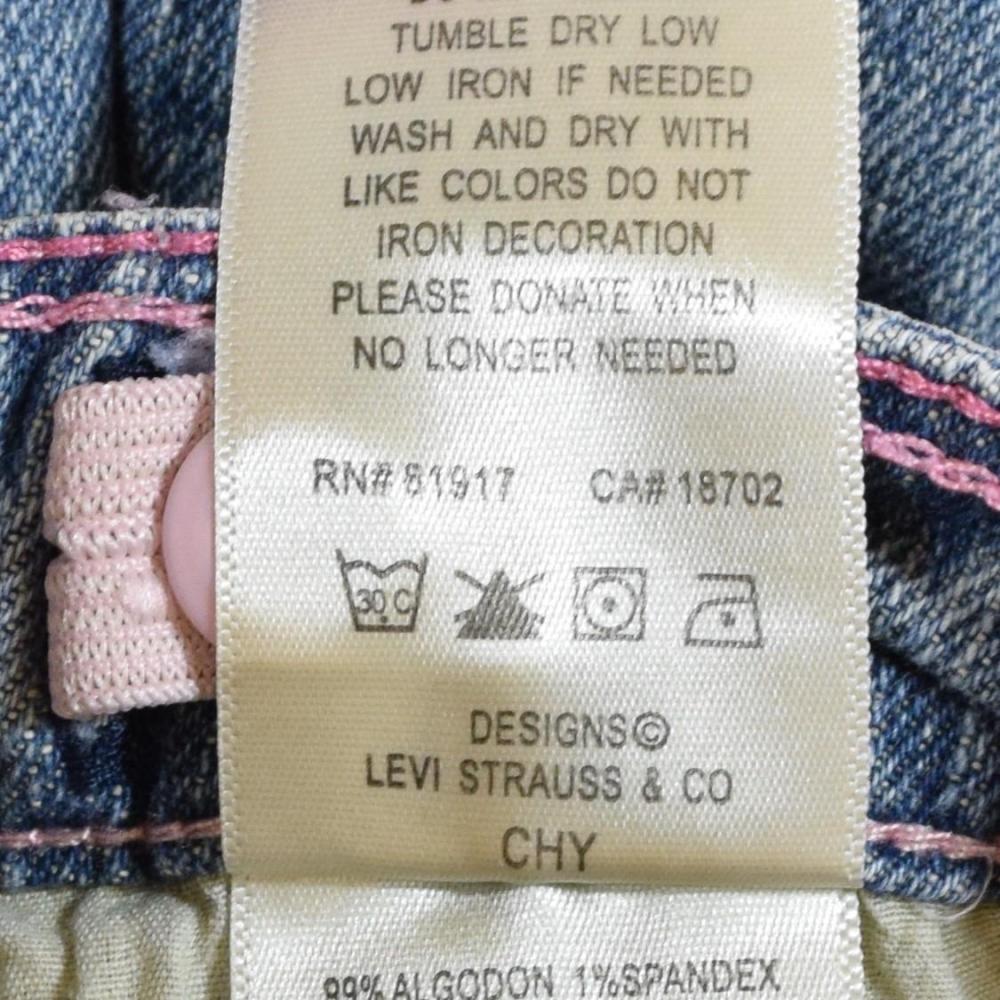 TUMBLE DRY LOW
LOW IRON IF NEEDED
WASH AND DRY WITH
LIKE COLORS DO NOT
IRON DECORATION
PLEASE DONATE WHEN
NO LONGER NEEDED
RN# 81917 CA# 18702
30 C
DESIGNS©
LEVI STRAUSS & CO
CHY
99% ALGODON 1% SPANDEX